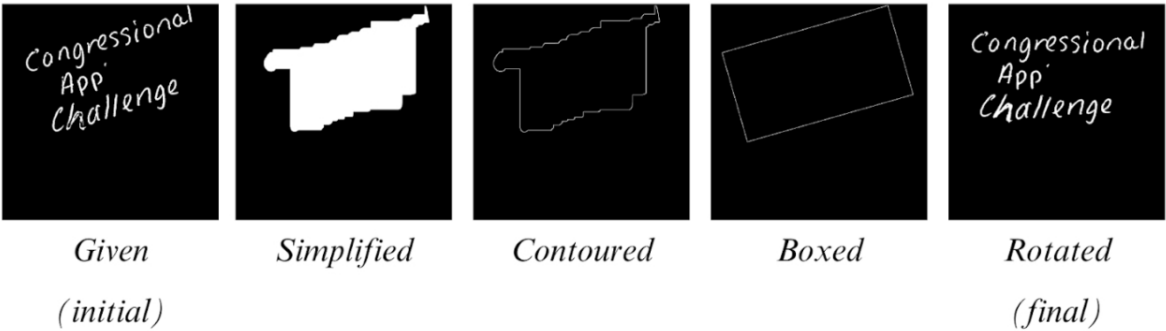 Congressional
App
Challenge
Congressional
App
Challenge
Given
(initial)
Simplified
Contoured
Boxed
Rotated
(final)